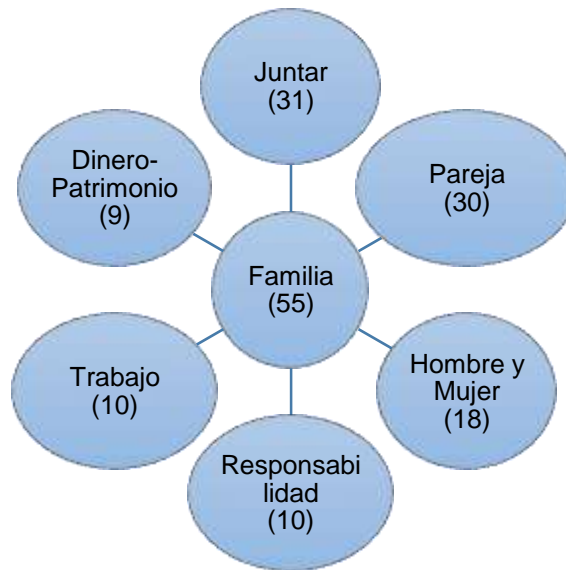 Juntar
(31)
Dinero-
Patrimonio
(9)
Pareja
(30)
Familia
(55)
Trabajo
(10)
Hombre y
Mujer
(18)
Responsabi
lidad
(10)